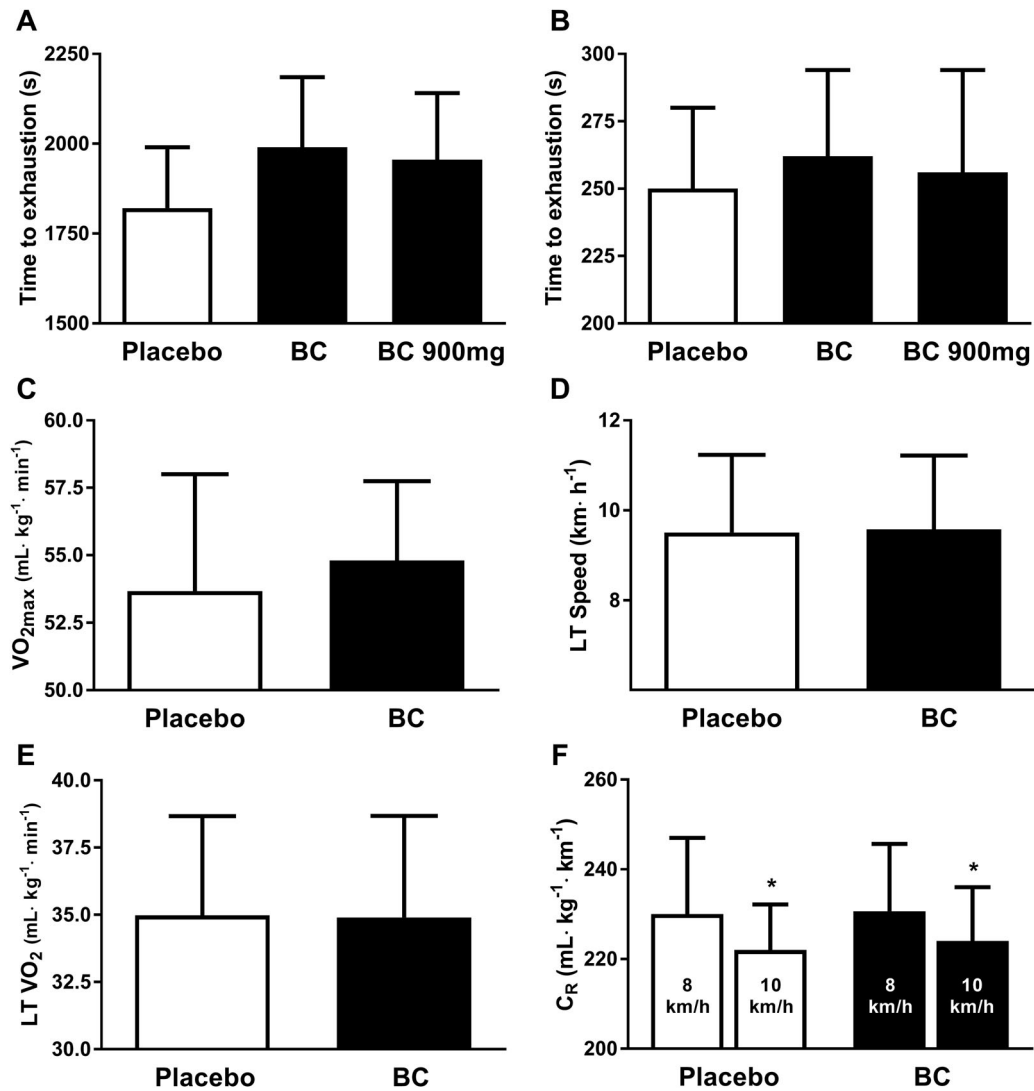 A
Time to exhaustion (s)
2250
2000
1750
1500
Placebo BC BC 900mg
B
Time to exhaustion (s)
300
275
250
225
200
Placebo BC BC 900mg
C
VO₂max (mL· kg⁻¹· min⁻¹)
60.0
57.5
55.0
52.5
50.0
Placebo BC
D
LT Speed (km· h⁻¹)
12
10
8
Placebo BC
E
LT VO₂ (mL· kg⁻¹· min⁻¹)
40.0
37.5
35.0
32.5
30.0
Placebo BC
F
C_R (mL· kg⁻¹· km⁻¹)
260
240
220
200
* *
8 10 8 10
km/h km/h km/h km/h
Placebo BC